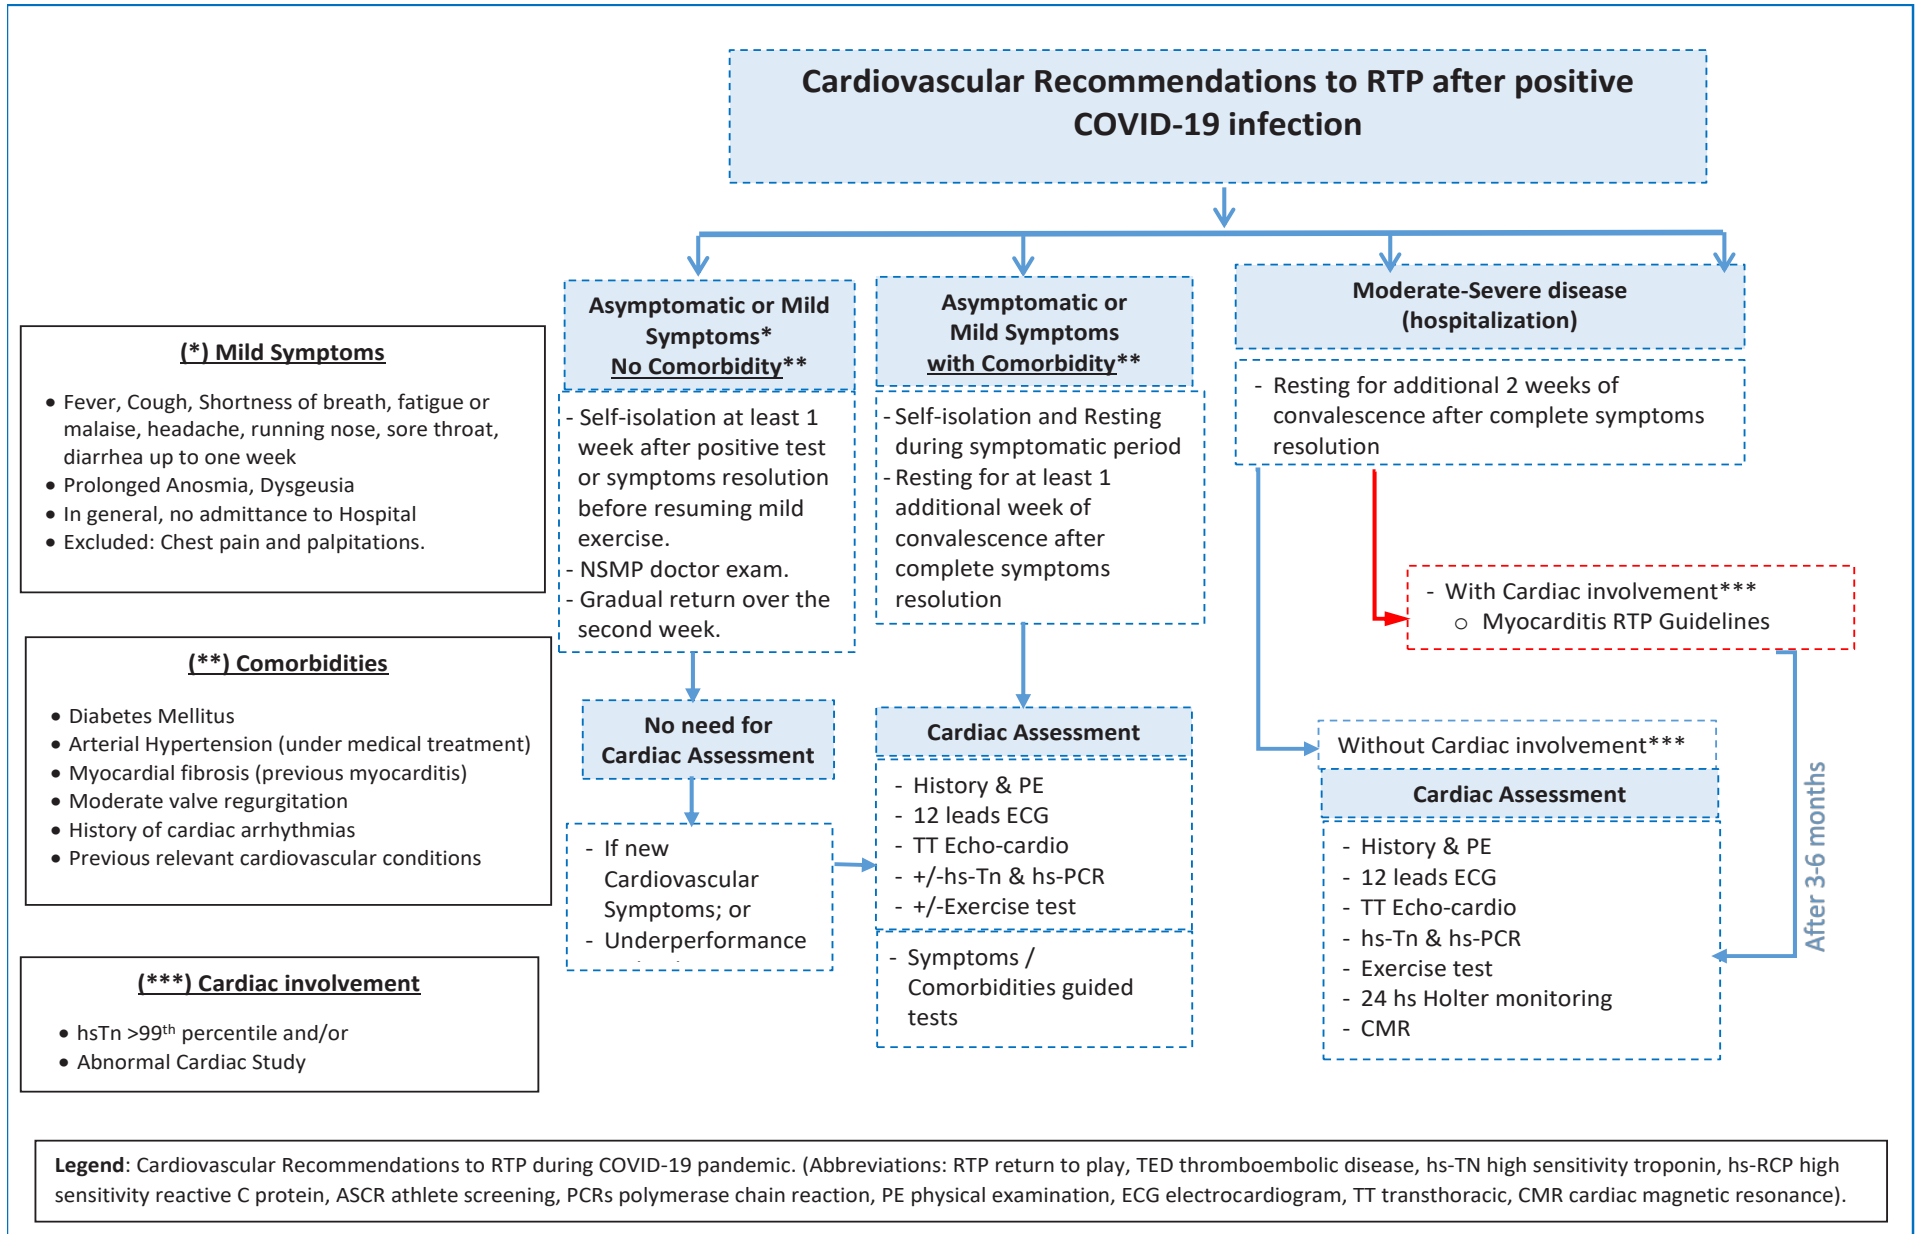 Cardiovascular Recommendations to RTP after positive
COVID-19 infection
Asymptomatic or Mild
Symptoms*
No Comorbidity**
- Self-isolation at least 1
week after positive test
or symptoms resolution
before resuming mild
exercise.
- NSMP doctor exam.
- Gradual return over the
second week.
No need for
Cardiac Assessment
- If new
Cardiovascular
Symptoms; or
- Underperformance
Asymptomatic or
Mild Symptoms
with Comorbidity**
- Self-isolation and Resting
during symptomatic period
- Resting for at least 1
additional week of
convalescence after
complete symptoms
resolution
Cardiac Assessment
- History & PE
- 12 leads ECG
- TT Echo-cardio
- +/-hs-Tn & hs-PCR
- +/-Exercise test
- Symptoms /
Comorbidities guided
tests
Moderate-Severe disease
(hospitalization)
- Resting for additional 2 weeks of
convalescence after complete symptoms
resolution
- With Cardiac involvement***
o Myocarditis RTP Guidelines
After 3-6 months
Without Cardiac involvement***
Cardiac Assessment
- History & PE
- 12 leads ECG
- TT Echo-cardio
- hs-Tn & hs-PCR
- Exercise test
- 24 hs Holter monitoring
- CMR
(*) Mild Symptoms
• Fever, Cough, Shortness of breath, fatigue or
malaise, headache, running nose, sore throat,
diarrhea up to one week
• Prolonged Anosmia, Dysgeusia
• In general, no admittance to Hospital
• Excluded: Chest pain and palpitations.
(**) Comorbidities
• Diabetes Mellitus
• Arterial Hypertension (under medical treatment)
• Myocardial fibrosis (previous myocarditis)
• Moderate valve regurgitation
• History of cardiac arrhythmias
• Previous relevant cardiovascular conditions
(***) Cardiac involvement
• hsTn >99th percentile and/or
• Abnormal Cardiac Study
Legend: Cardiovascular Recommendations to RTP during COVID-19 pandemic. (Abbreviations: RTP return to play, TED thromboembolic disease, hs-TN high sensitivity troponin, hs-RCP high
sensitivity reactive C protein, ASCR athlete screening, PCRs polymerase chain reaction, PE physical examination, ECG electrocardiogram, TT transthoracic, CMR cardiac magnetic resonance).